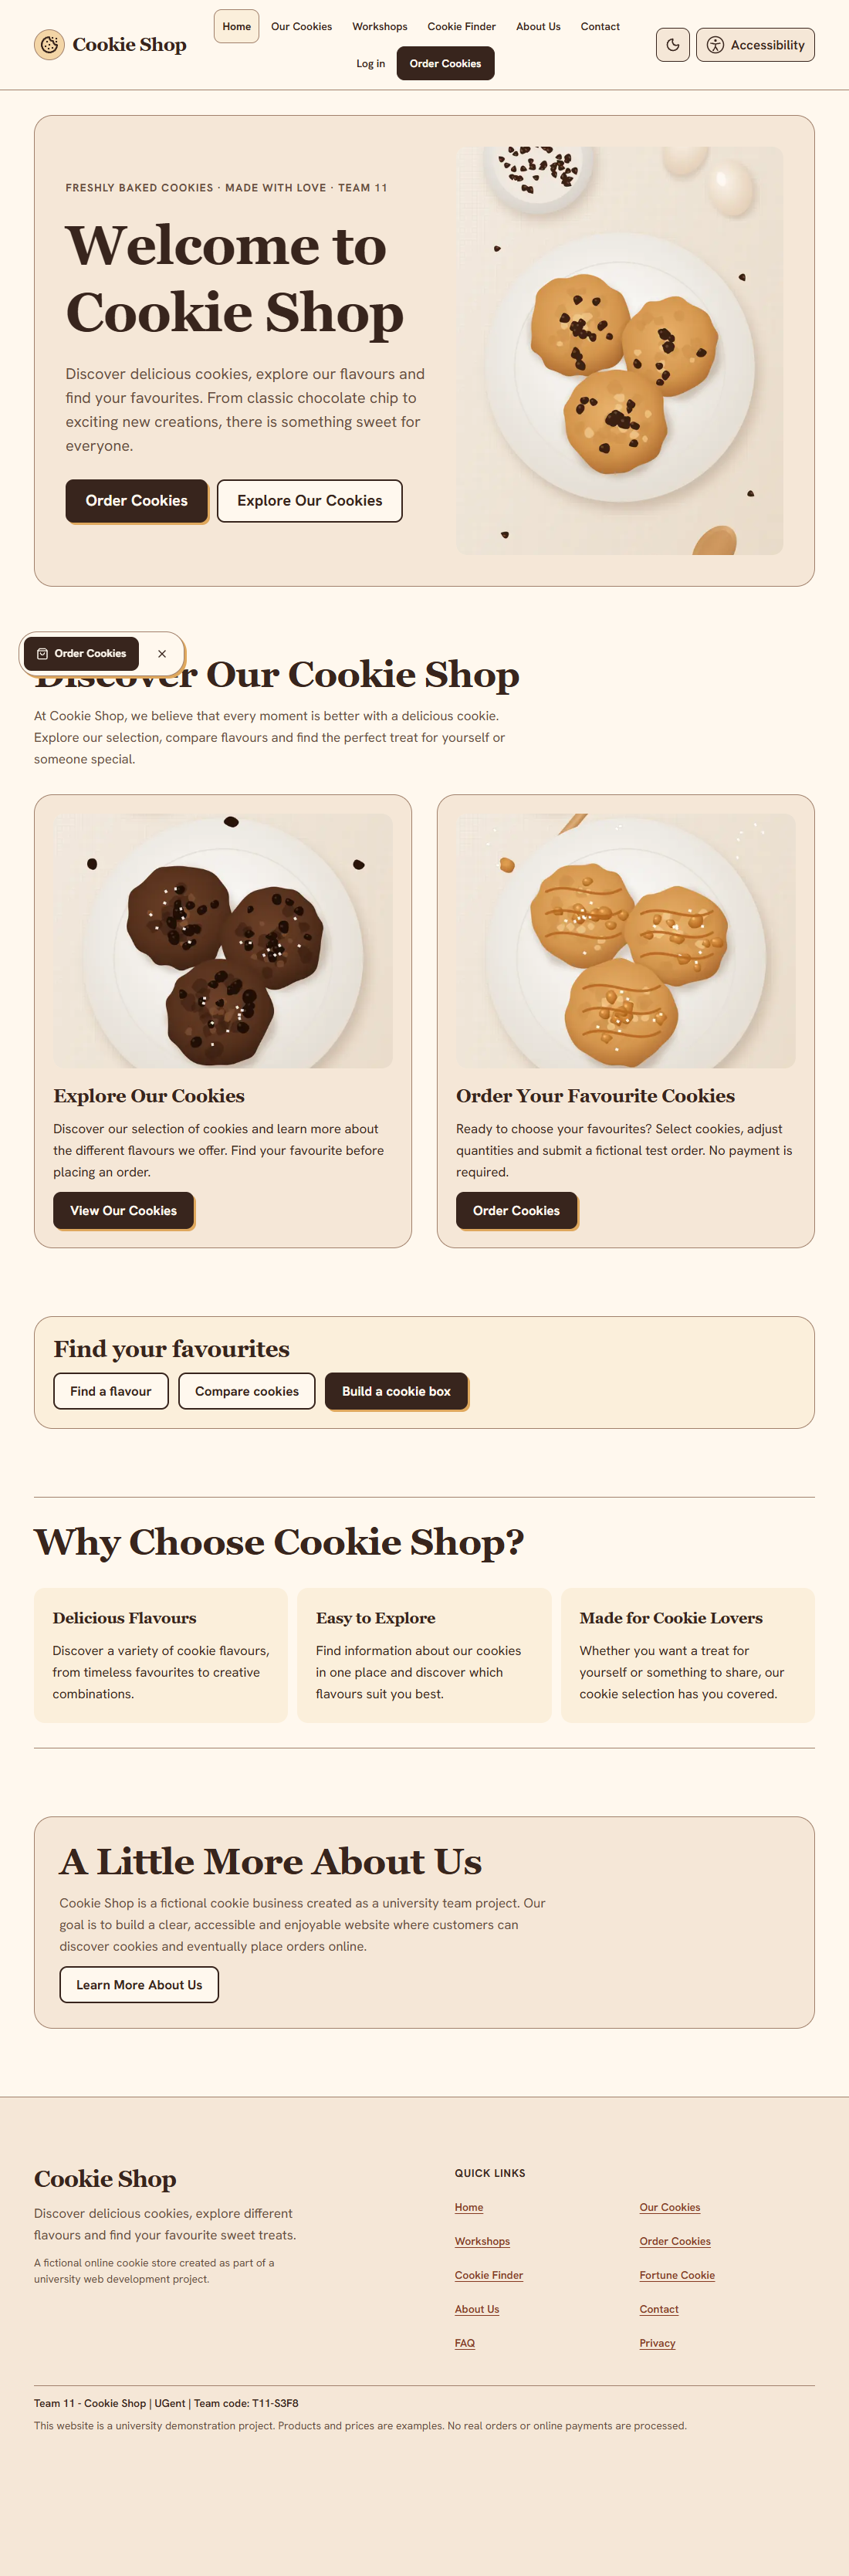 Cookie Shop
Home
Our Cookies
Workshops
Cookie Finder
About Us
Contact
Log in
Order Cookies
Accessibility
FRESHLY BAKED COOKIES · MADE WITH LOVE · TEAM 11
Welcome to
Cookie Shop
Discover delicious cookies, explore our flavours and
find your favourites. From classic chocolate chip to
exciting new creations, there is something sweet for
everyone.
Order Cookies
Explore Our Cookies
Order Cookies
Discover Our Cookie Shop
At Cookie Shop, we believe that every moment is better with a delicious cookie.
Explore our selection, compare flavours and find the perfect treat for yourself or
someone special.
Explore Our Cookies
Discover our selection of cookies and learn more about
the different flavours we offer. Find your favourite before
placing an order.
View Our Cookies
Order Your Favourite Cookies
Ready to choose your favourites? Select cookies, adjust
quantities and submit a fictional test order. No payment is
required.
Order Cookies
Find your favourites
Find a flavour
Compare cookies
Build a cookie box
Why Choose Cookie Shop?
Delicious Flavours
Discover a variety of cookie flavours,
from timeless favourites to creative
combinations.
Easy to Explore
Find information about our cookies
in one place and discover which
flavours suit you best.
Made for Cookie Lovers
Whether you want a treat for
yourself or something to share, our
cookie selection has you covered.
A Little More About Us
Cookie Shop is a fictional cookie business created as a university team project. Our
goal is to build a clear, accessible and enjoyable website where customers can
discover cookies and eventually place orders online.
Learn More About Us
Cookie Shop
Discover delicious cookies, explore different
flavours and find your favourite sweet treats.
A fictional online cookie store created as part of a
university web development project.
QUICK LINKS
Home
Our Cookies
Workshops
Order Cookies
Cookie Finder
Fortune Cookie
About Us
Contact
FAQ
Privacy
Team 11 - Cookie Shop | UGent | Team code: T11-S3F8
This website is a university demonstration project. Products and prices are examples. No real orders or online payments are processed.